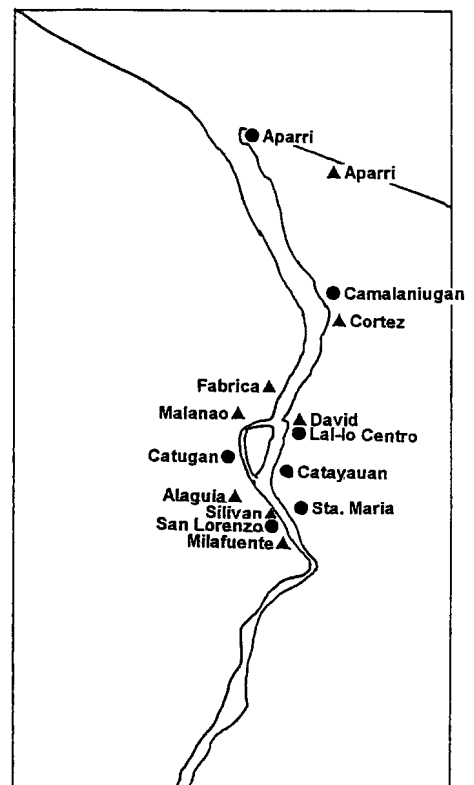 Aparri
Aparri
Camalaniugan
Cortez
Fabrica
Malanao
David
Lal-lo Centro
Catugan
Catayauan
Alaguia
Silivan
Sta. Maria
San Lorenzo
Milafuente